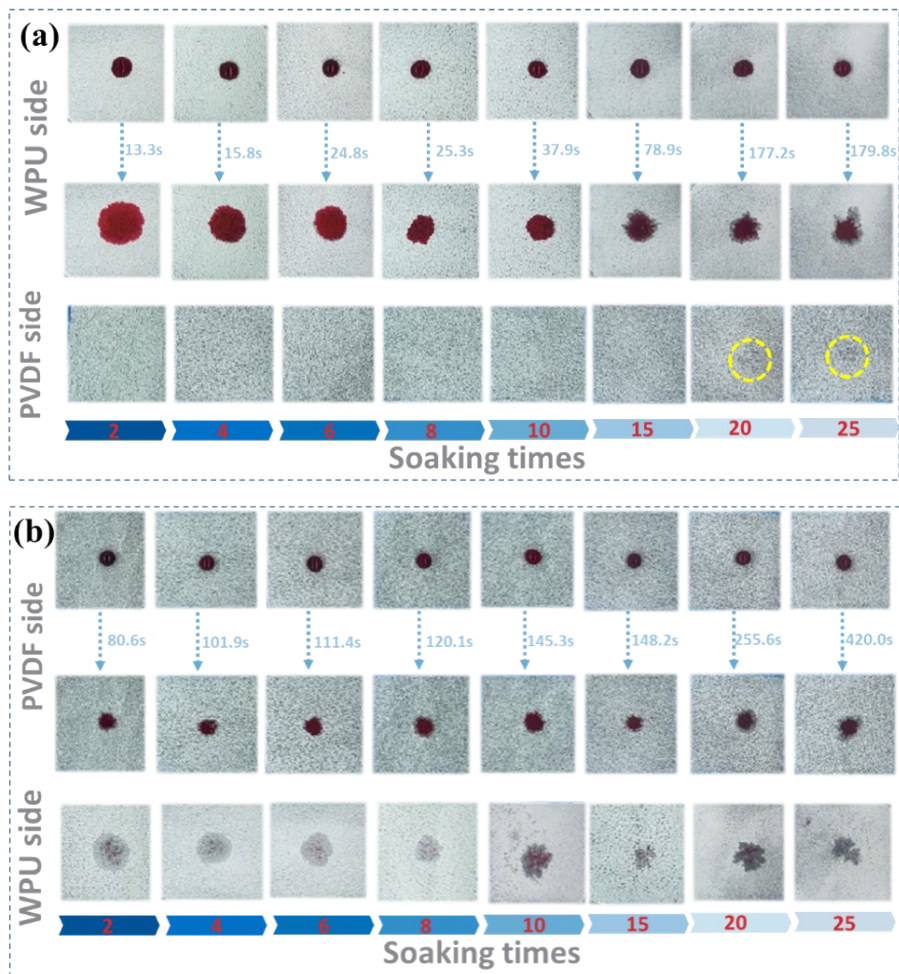 (a)
WPU side
13.3s 15.8s 24.8s 25.3s 37.9s 78.9s 177.2s 179.8s
PVDF side
2 4 6 8 10 15 20 25
Soaking times
(b)
PVDF side
80.6s 101.9s 111.4s 120.1s 145.3s 148.2s 255.6s 420.0s
WPU side
2 4 6 8 10 15 20 25
Soaking times